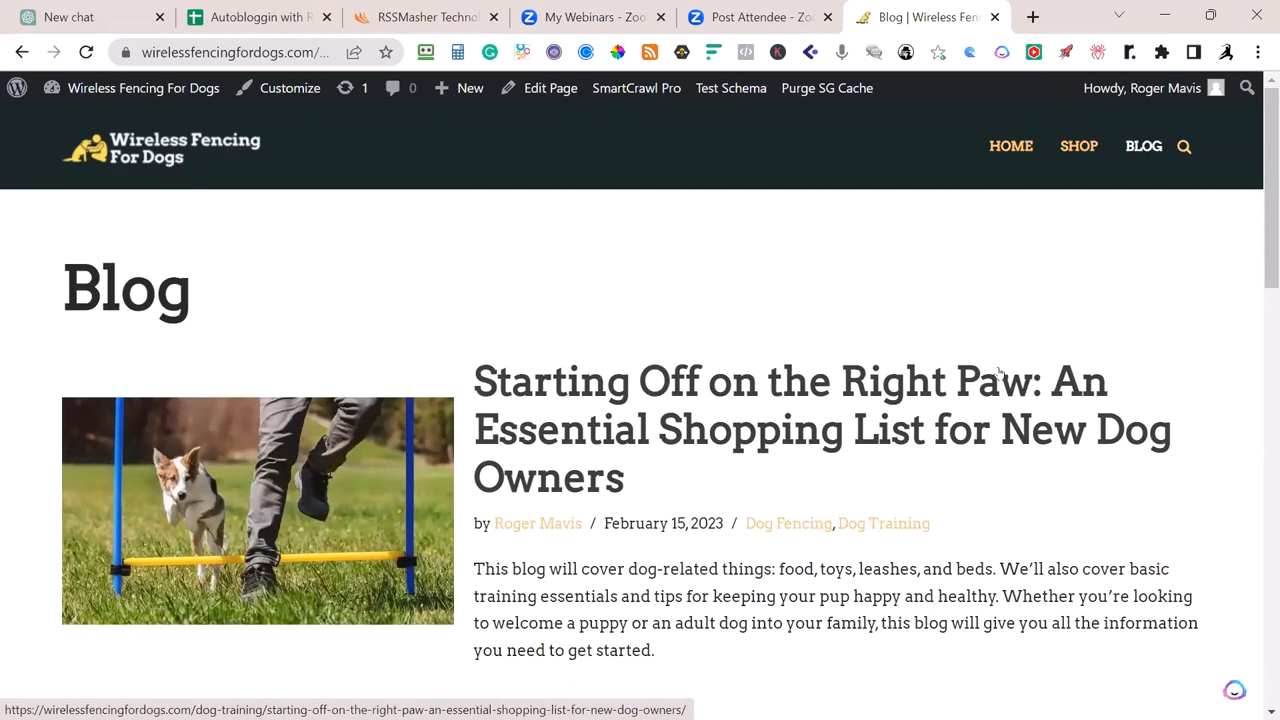 New chat
Autobloggin with R
RSSMasher Techno
My Webinars - Zoo
Post Attendee - Zo
Blog | Wireless Fen
wirelessfencingfordogs.com/...
Wireless Fencing For Dogs
Customize
1
0
New
Edit Page
SmartCrawl Pro
Test Schema
Purge SG Cache
Howdy, Roger Mavis
Wireless Fencing
For Dogs
HOME
SHOP
BLOG
Blog
Starting Off on the Right Paw: An
Essential Shopping List for New Dog
Owners
by Roger Mavis / February 15, 2023 / Dog Fencing, Dog Training
This blog will cover dog-related things: food, toys, leashes, and beds. We’ll also cover basic
training essentials and tips for keeping your pup happy and healthy. Whether you’re looking
to welcome a puppy or an adult dog into your family, this blog will give you all the information
you need to get started.
https://wirelessfencingfordogs.com/dog-training/starting-off-on-the-right-paw-an-essential-shopping-list-for-new-dog-owners/